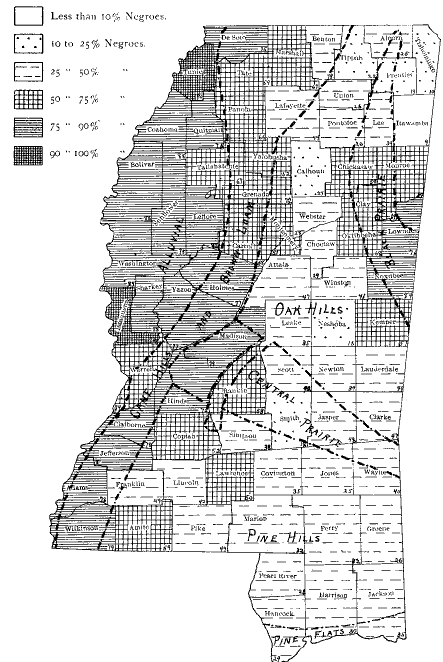 Less than 10% Negroes.
10 to 25% Negroes.
25 " 50% "
50 " 75% "
75 " 90% "
90 " 100% "
De Soto
Marshall
Benton
Tippah
Alcorn
Tunica
Tate
Prentiss
Panola
Lafayette
Union
Coahoma
Quitman
Pontotoc
Lee
Itawamba
Yalobusha
Bolivar
Tallahatchie
Calhoun
Chickasaw
Monroe
Grenada
Clay
Leflore
Webster
Oktibbeha
Lowndes
Carroll
Choctaw
Washington
Attala
Winston
Noxubee
Sharkey
Yazoo
Holmes
ALLUVIAL
BROWN LOAM
PRAIRIE
OAK HILLS
Leake
Neshoba
Kemper
Madison
CANE HILLS AND
Warren
Scott
Newton
Lauderdale
Hinds
Rankin
CENTRAL PRAIRIE
Smith
Jasper
Clarke
Claiborne
Copiah
Simpson
Jefferson
Adams
Franklin
Lincoln
Lawrence
Covington
Jones
Wayne
Wilkinson
Amite
Pike
Marion
Perry
Greene
PINE HILLS
Pearl River
Harrison
Jackson
Hancock
PINE FLATS